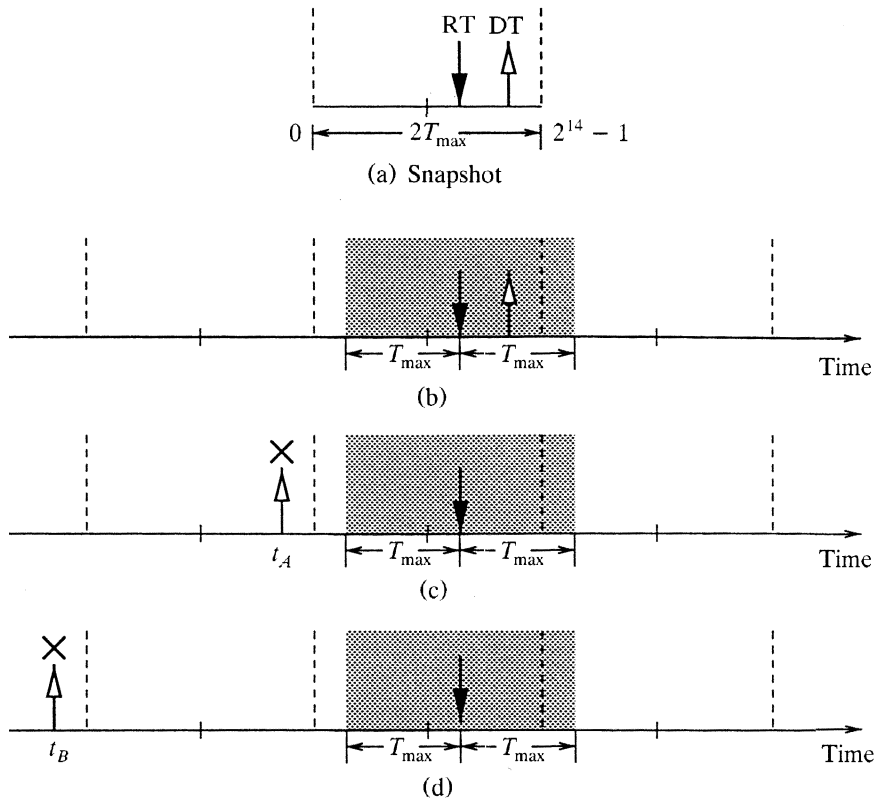 RT DT
0 2T_max 2^14 − 1
(a) Snapshot
T_max T_max
Time
(b)
t_A T_max T_max
Time
(c)
t_B T_max T_max
Time
(d)